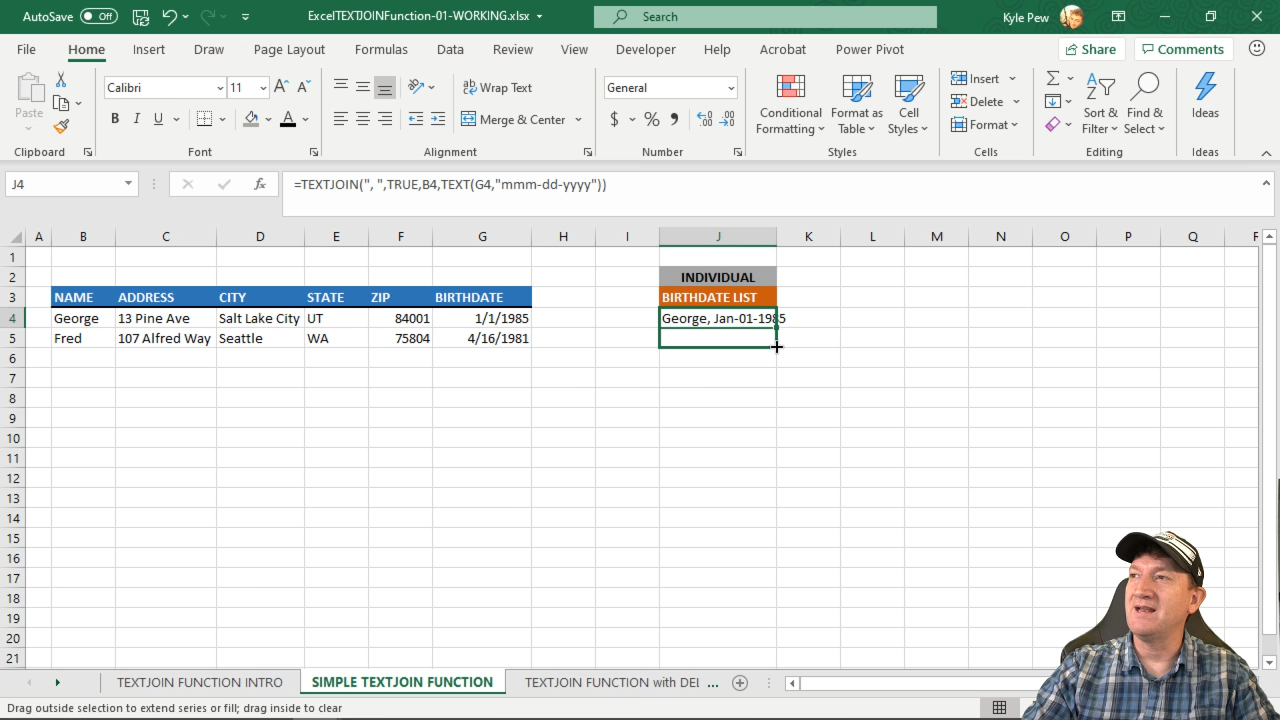 AutoSave Off ExcelTEXTJOINFunction-01-WORKING.xlsx Search Kyle Pew
File Home Insert Draw Page Layout Formulas Data Review View Developer Help Acrobat Power Pivot Share Comments
Paste
Calibri 11 A A
B I U A
ab Wrap Text
Merge & Center
General
$ % ,
Conditional Formatting
Format as Table
Cell Styles
Insert
Delete
Format
Sort & Filter
Find & Select
Ideas
Clipboard Font Alignment Number Styles Cells Editing Ideas
J4 fx =TEXTJOIN(", ",TRUE,B4,TEXT(G4,"mmm-dd-yyyy"))
A B C D E F G H I J K L M N O P Q R
1
2 INDIVIDUAL
3 NAME ADDRESS CITY STATE ZIP BIRTHDATE BIRTHDATE LIST
4 George 13 Pine Ave Salt Lake City UT 84001 1/1/1985 George, Jan-01-1985
5 Fred 107 Alfred Way Seattle WA 75804 4/16/1981
6
7
8
9
10
11
12
13
14
15
16
17
18
19
20
21
TEXTJOIN FUNCTION INTRO SIMPLE TEXTJOIN FUNCTION TEXTJOIN FUNCTION with DEL ...
Drag outside selection to extend series or fill; drag inside to clear